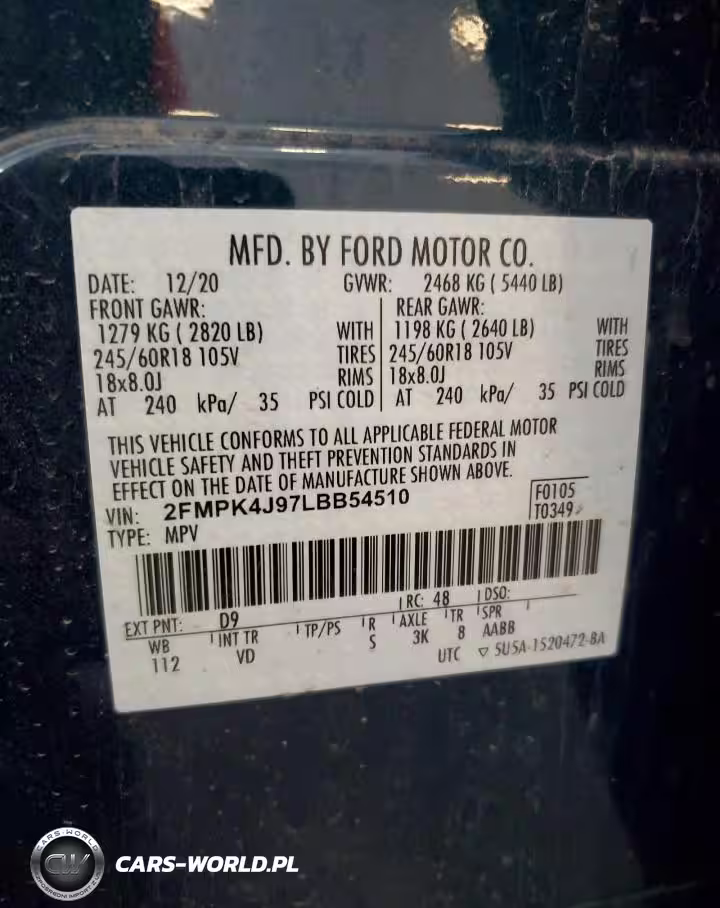 MFD. BY FORD MOTOR CO.
DATE: 12/20 GVWR: 2468 KG ( 5440 LB)
FRONT GAWR: REAR GAWR:
1279 KG ( 2820 LB) WITH 1198 KG ( 2640 LB) WITH
245/60R18 105V TIRES 245/60R18 105V TIRES
18x8.0J RIMS 18x8.0J RIMS
AT 240 kPa/ 35 PSI COLD AT 240 kPa/ 35 PSI COLD
THIS VEHICLE CONFORMS TO ALL APPLICABLE FEDERAL MOTOR
VEHICLE SAFETY AND THEFT PREVENTION STANDARDS IN
EFFECT ON THE DATE OF MANUFACTURE SHOWN ABOVE.
VIN: 2FMPK4J97LBB54510 F0105
TYPE: MPV T0349
EXT PNT: D9 RC: 48 DSO:
WB INT TR TP/PS R AXLE TR SPR
112 VD S 3K 8 AABB
UTC ▽ 5U5A-1520472-BA
CARS-WORLD
CW
CARS-WORLD.PL